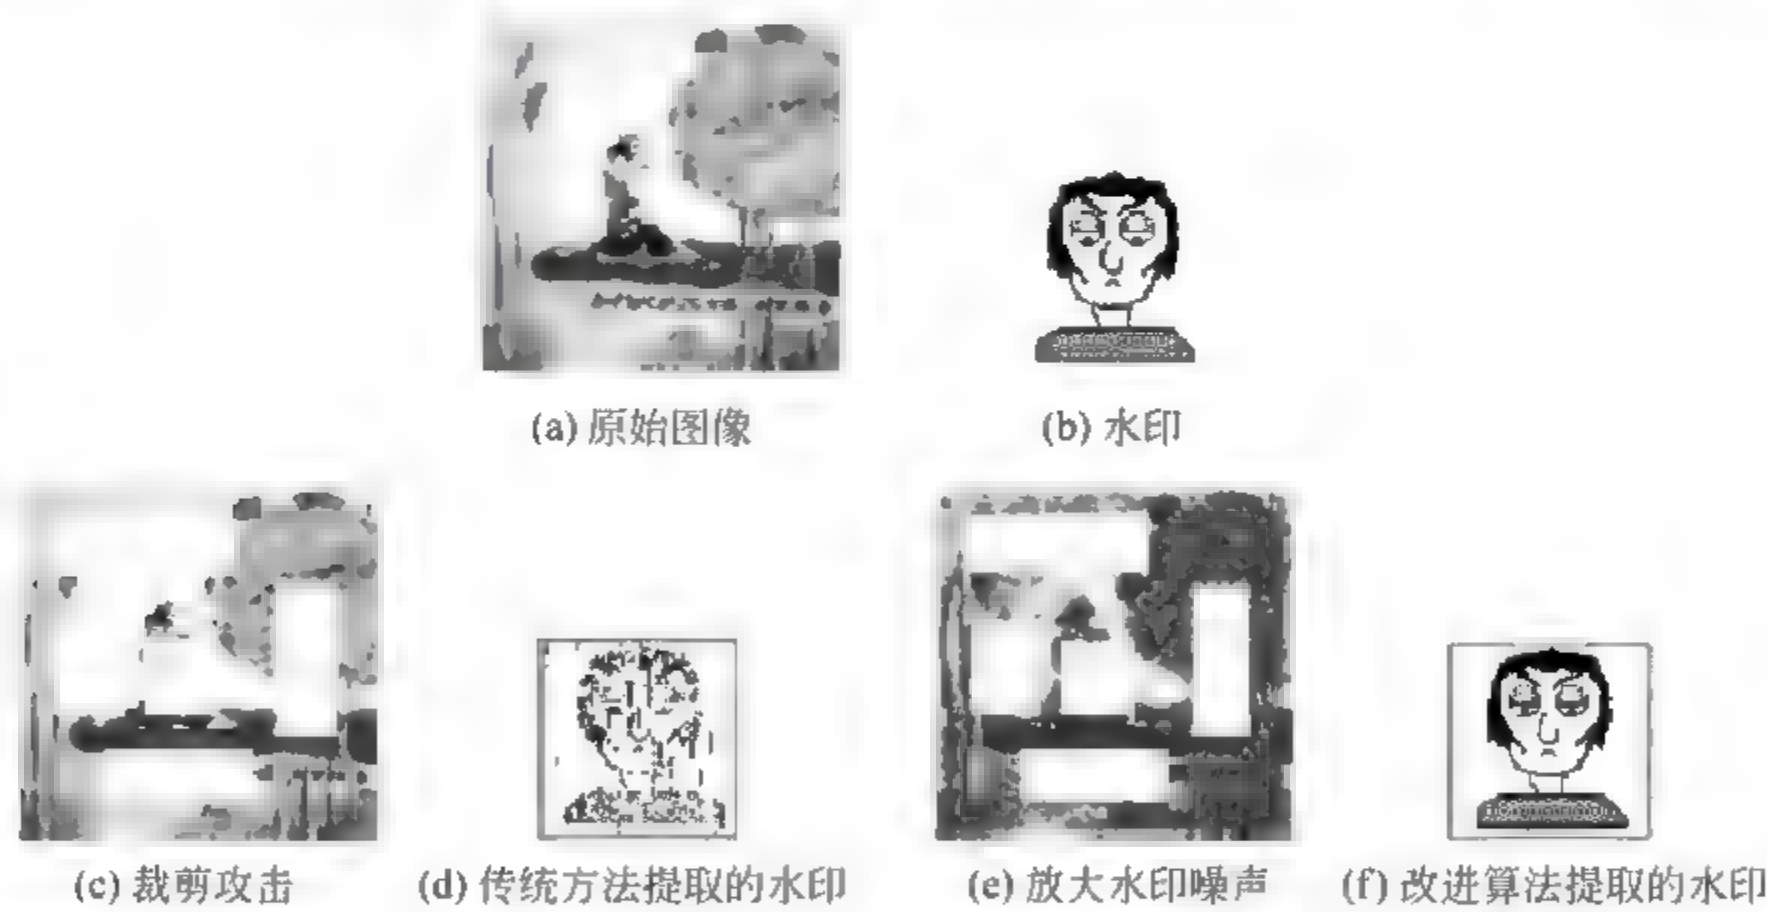 (a) 原始图像
(b) 水印
(c) 裁剪攻击
(d) 传统方法提取的水印
(e) 放大水印噪声
(f) 改进算法提取的水印